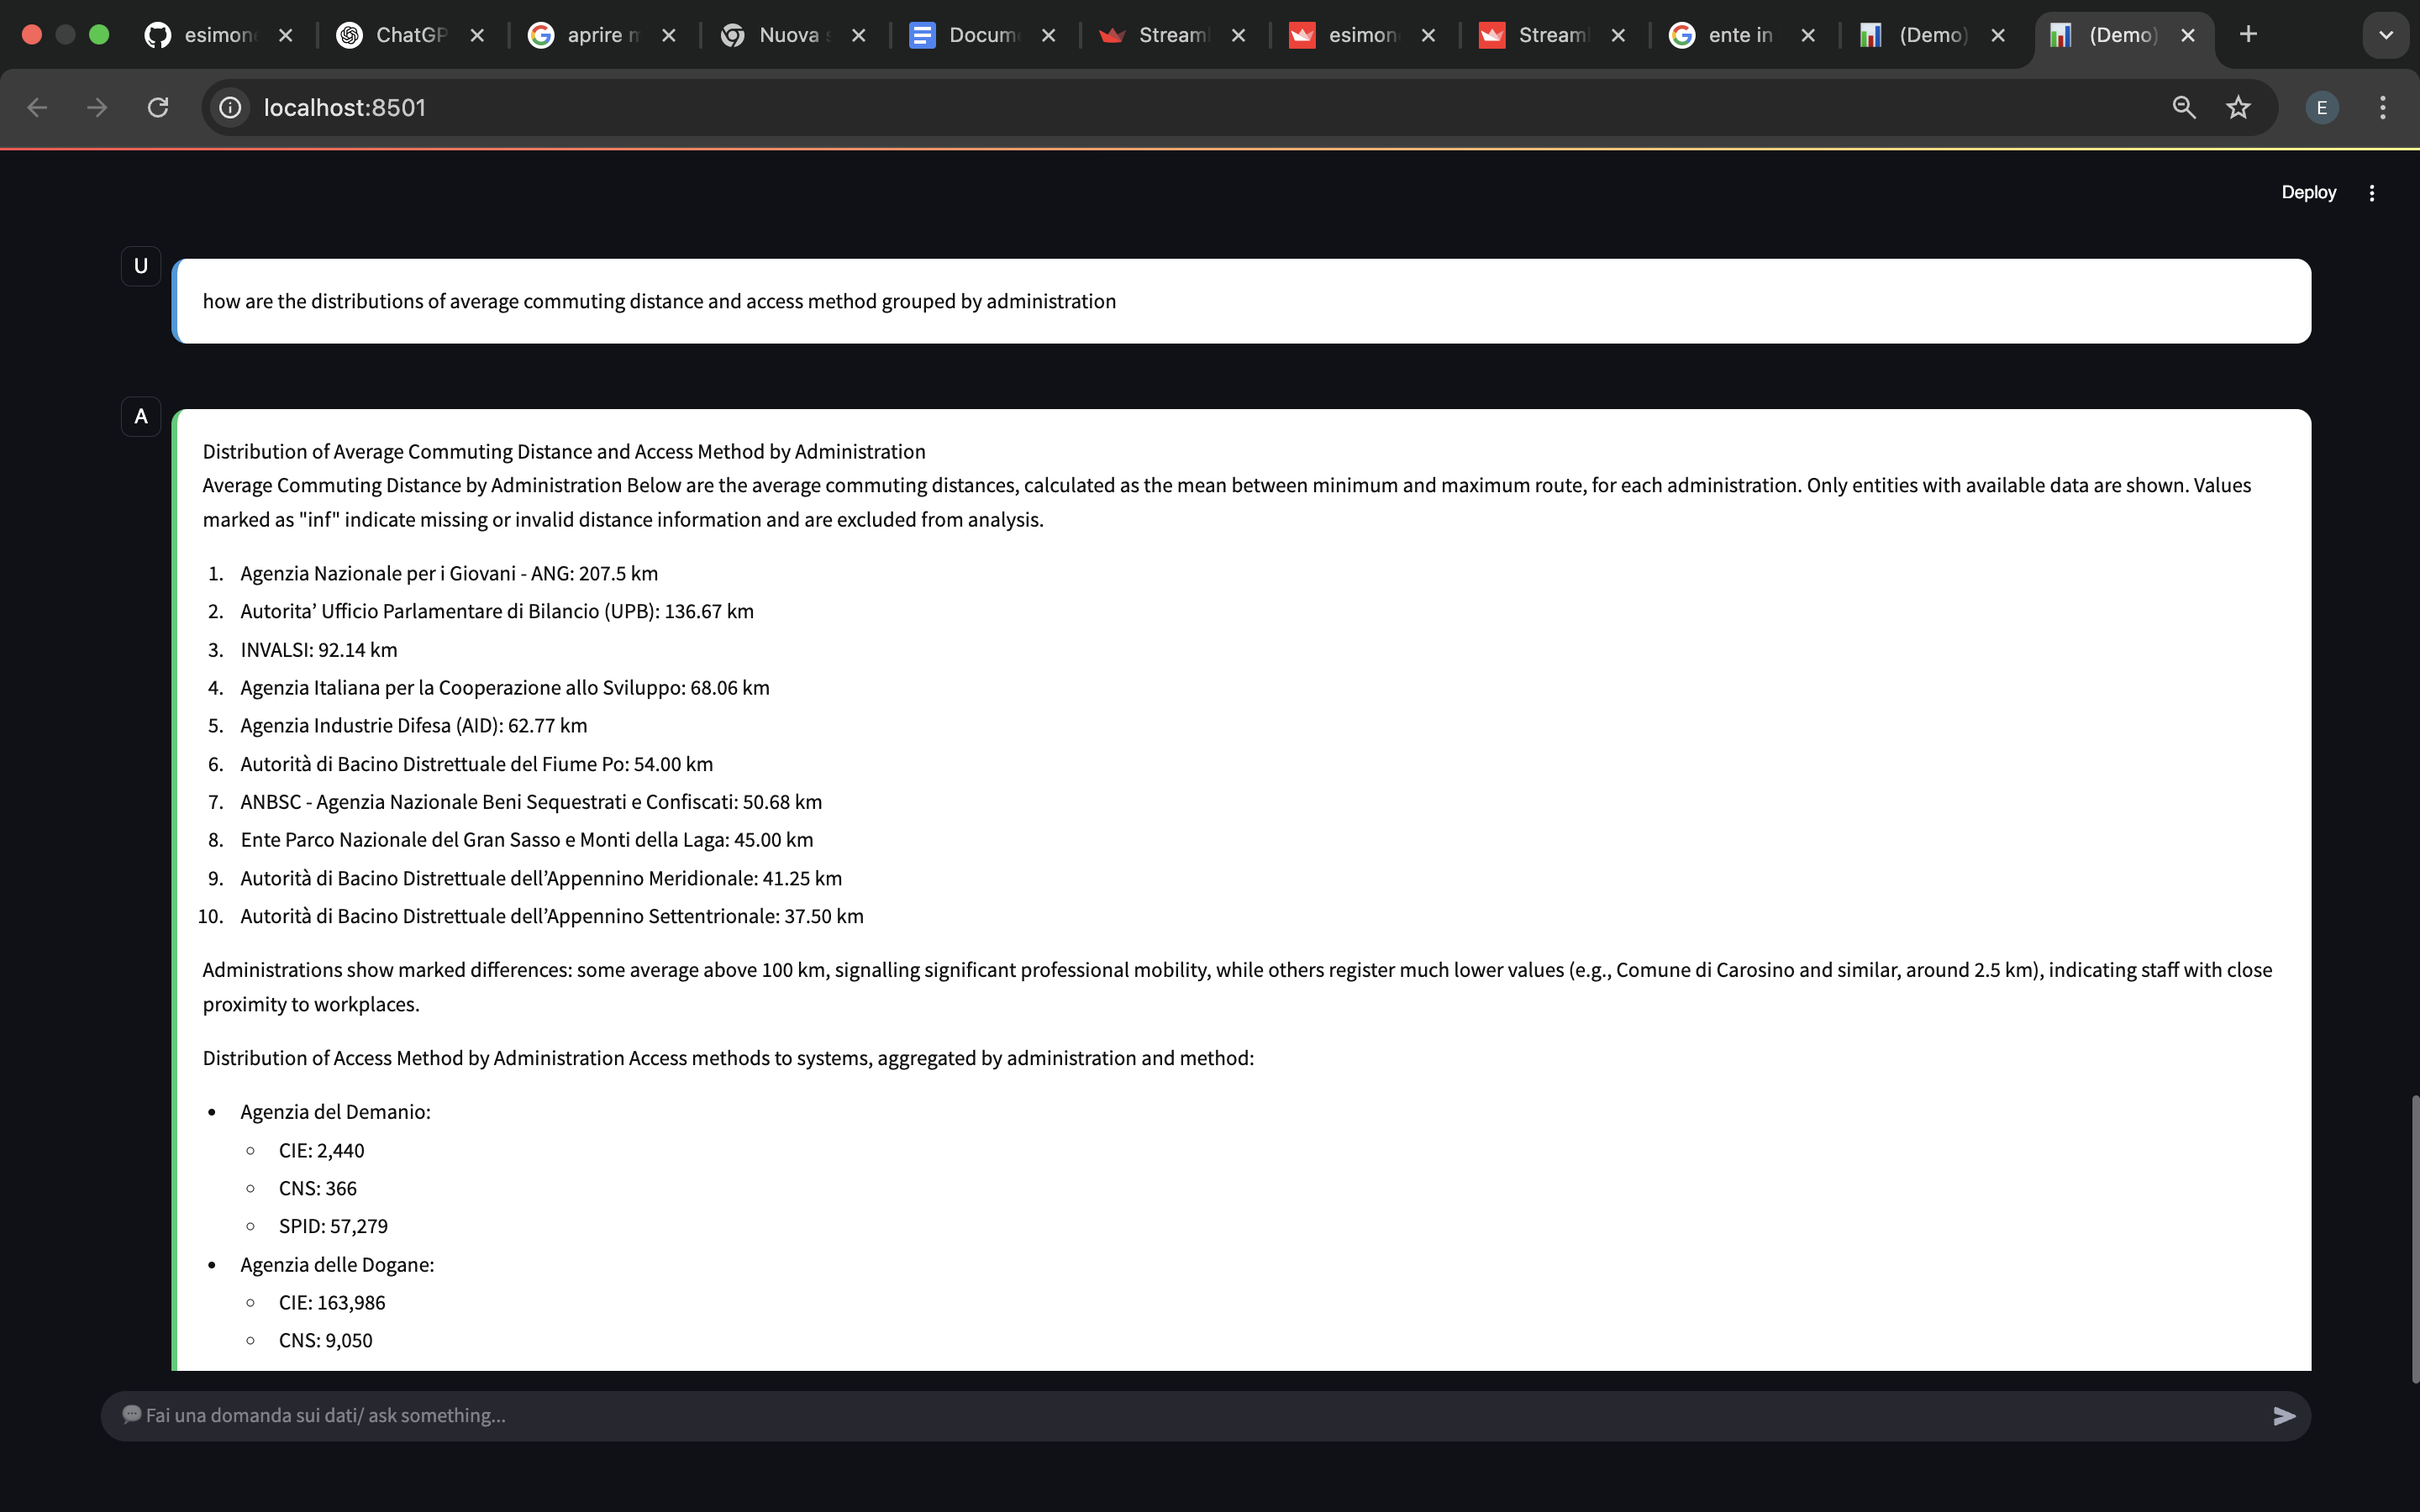 esimon
ChatGP
aprire n
Nuova s
Docum
Streaml
esimon
Streaml
ente in
(Demo)
(Demo)
localhost:8501
E
Deploy
U
how are the distributions of average commuting distance and access method grouped by administration
A
Distribution of Average Commuting Distance and Access Method by Administration
Average Commuting Distance by Administration Below are the average commuting distances, calculated as the mean between minimum and maximum route, for each administration. Only entities with available data are shown. Values
marked as "inf" indicate missing or invalid distance information and are excluded from analysis.
1. Agenzia Nazionale per i Giovani - ANG: 207.5 km
2. Autorita’ Ufficio Parlamentare di Bilancio (UPB): 136.67 km
3. INVALSI: 92.14 km
4. Agenzia Italiana per la Cooperazione allo Sviluppo: 68.06 km
5. Agenzia Industrie Difesa (AID): 62.77 km
6. Autorità di Bacino Distrettuale del Fiume Po: 54.00 km
7. ANBSC - Agenzia Nazionale Beni Sequestrati e Confiscati: 50.68 km
8. Ente Parco Nazionale del Gran Sasso e Monti della Laga: 45.00 km
9. Autorità di Bacino Distrettuale dell’Appennino Meridionale: 41.25 km
10. Autorità di Bacino Distrettuale dell’Appennino Settentrionale: 37.50 km
Administrations show marked differences: some average above 100 km, signalling significant professional mobility, while others register much lower values (e.g., Comune di Carosino and similar, around 2.5 km), indicating staff with close
proximity to workplaces.
Distribution of Access Method by Administration Access methods to systems, aggregated by administration and method:
• Agenzia del Demanio:
◦ CIE: 2,440
◦ CNS: 366
◦ SPID: 57,279
• Agenzia delle Dogane:
◦ CIE: 163,986
◦ CNS: 9,050
💬 Fai una domanda sui dati/ ask something...